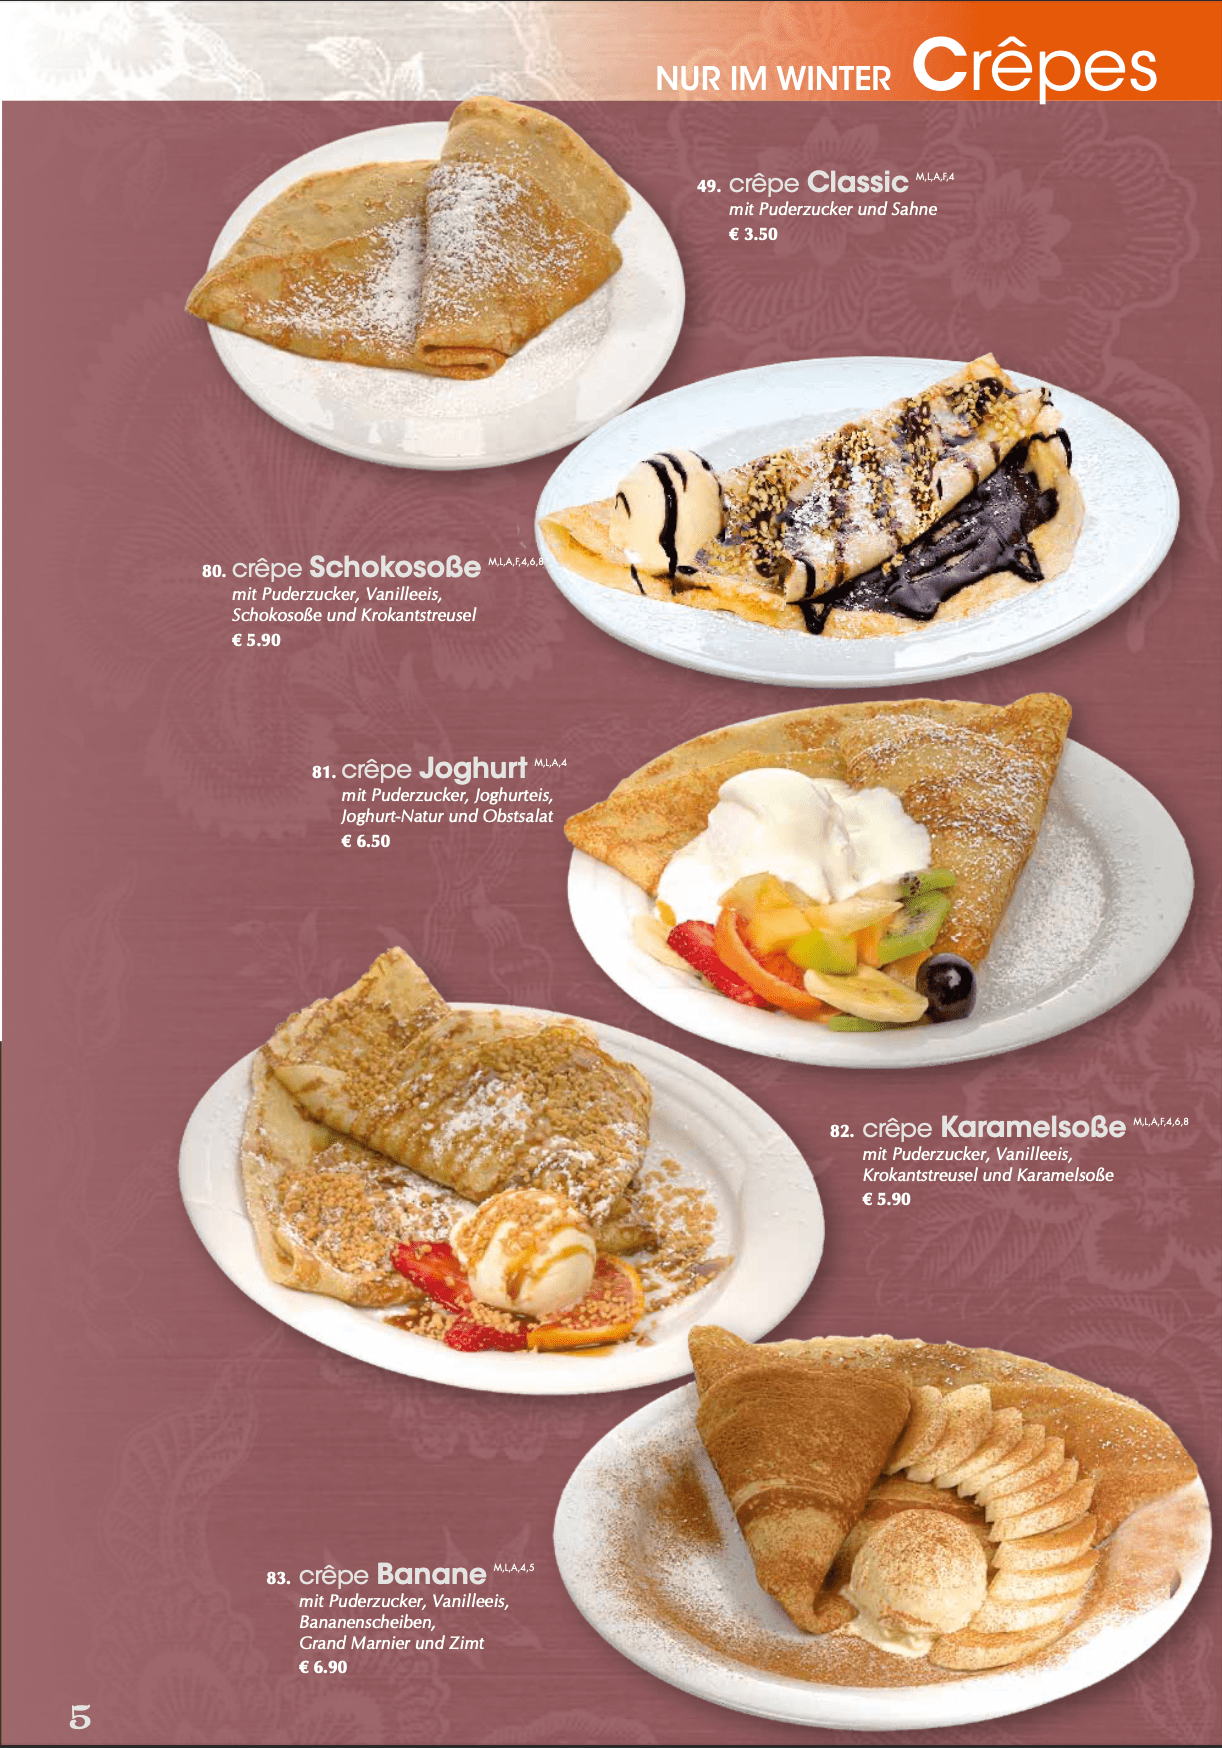 NUR IM WINTER Crêpes
49. crêpe Classic M,L,A,F,4
mit Puderzucker und Sahne
€ 3.50
80. crêpe Schokosoße M,L,A,F,4,6,8
mit Puderzucker, Vanilleeis,
Schokosoße und Krokantstreusel
€ 5.90
81. crêpe Joghurt M,L,A,4
mit Puderzucker, Joghurteis,
Joghurt-Natur und Obstsalat
€ 6.50
82. crêpe Karamelsoße M,L,A,F,4,6,8
mit Puderzucker, Vanilleeis,
Krokantstreusel und Karamelsoße
€ 5.90
83. crêpe Banane M,L,A,4,5
mit Puderzucker, Vanilleeis,
Bananenscheiben,
Grand Marnier und Zimt
€ 6.90
5